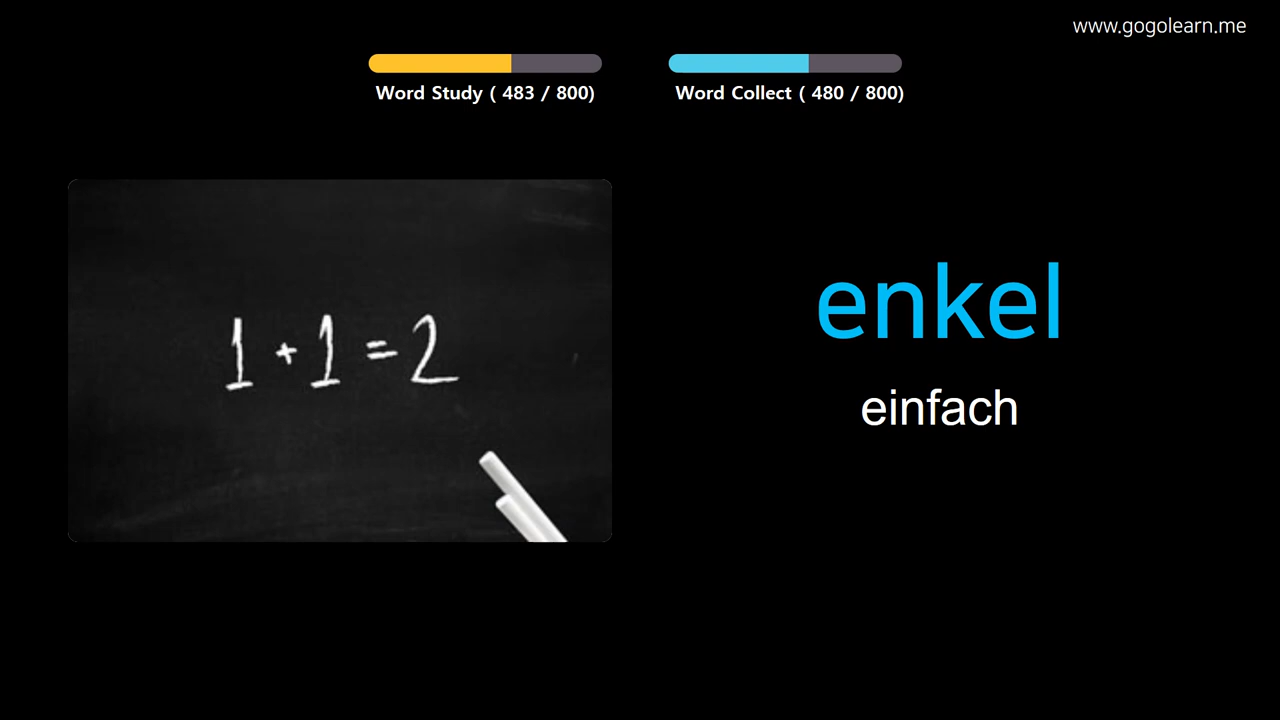 www.gogolearn.me
Word Study ( 483 / 800)
Word Collect ( 480 / 800)
1 + 1 = 2
enkel
einfach